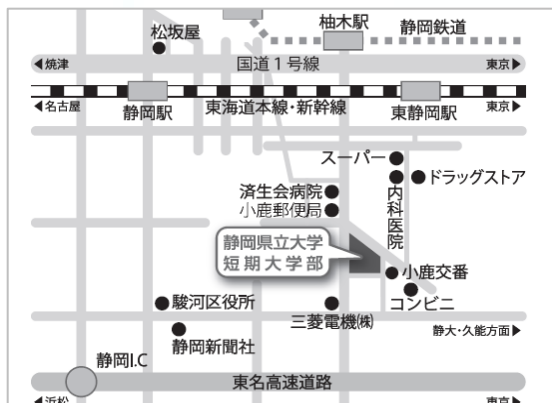 柚木駅
静岡鉄道
松坂屋
◀焼津
国道1号線
東京▶
◀名古屋
静岡駅
東海道本線・新幹線
東静岡駅
東京▶
スーパー
ドラッグストア
内科医院
済生会病院
小鹿郵便局
静岡県立大学
短期大学部
小鹿交番
コンビニ
駿河区役所
三菱電機㈱
静岡新聞社
静大・久能方面▶
静岡I.C
東名高速道路
◀浜松
東京▶